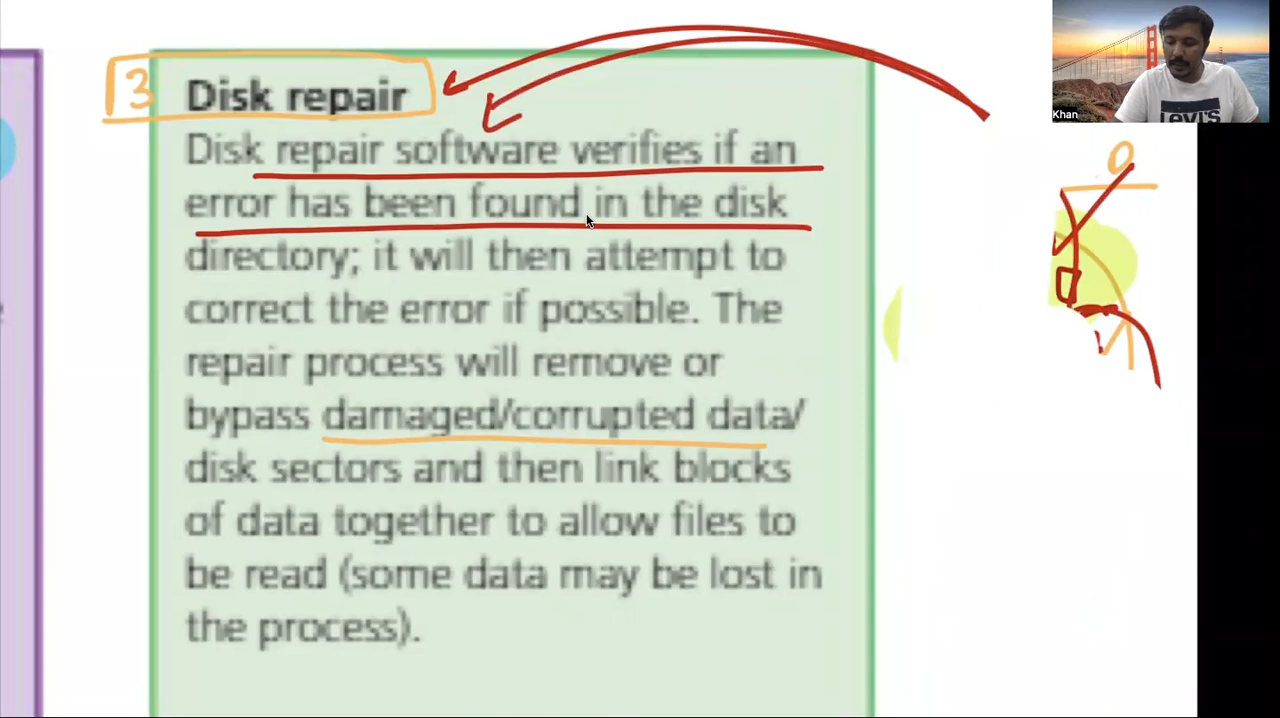 3 Disk repair
Disk repair software verifies if an
error has been found in the disk
directory; it will then attempt to
correct the error if possible. The
repair process will remove or
bypass damaged/corrupted data/
disk sectors and then link blocks
of data together to allow files to
be read (some data may be lost in
the process).
Levi's
Khan